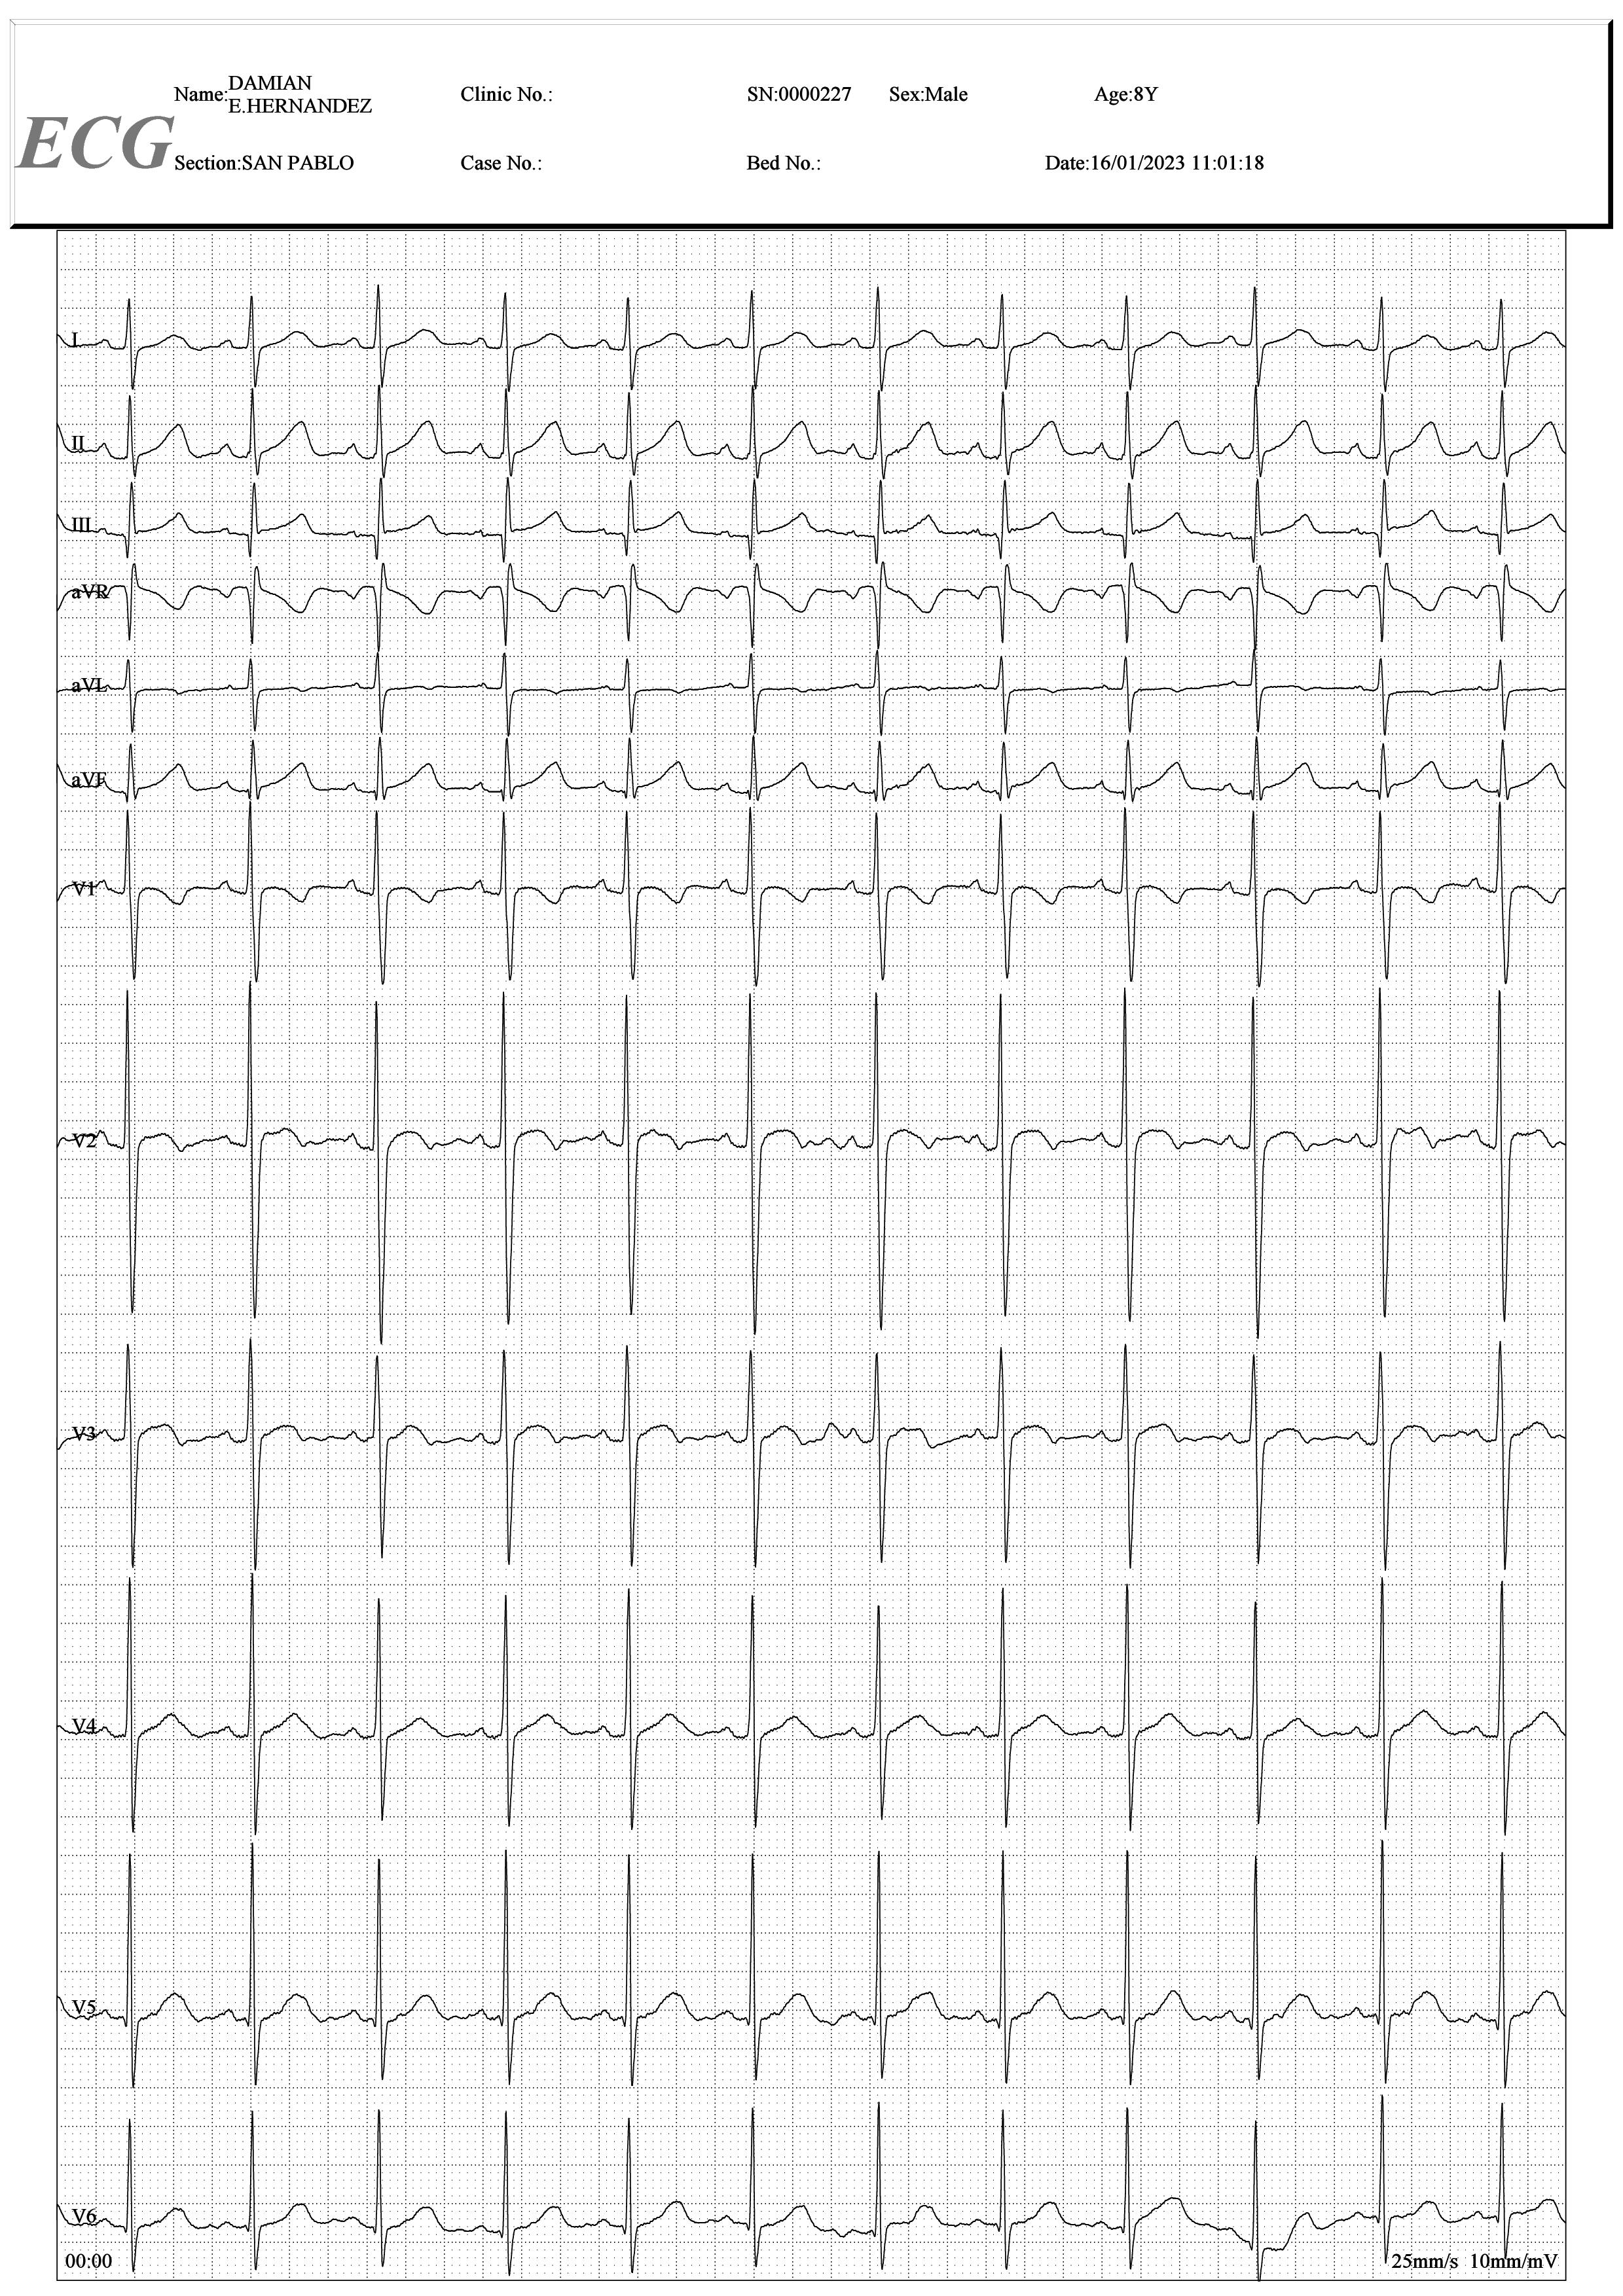 ECG
Name:DAMIAN E.HERNANDEZ Clinic No.: SN:0000227 Sex:Male Age:8Y
Section:SAN PABLO Case No.: Bed No.: Date:16/01/2023 11:01:18
I
II
III
aVR
aVL
aVF
V1
V2
V3
V4
V5
V6
00:00 25mm/s 10mm/mV